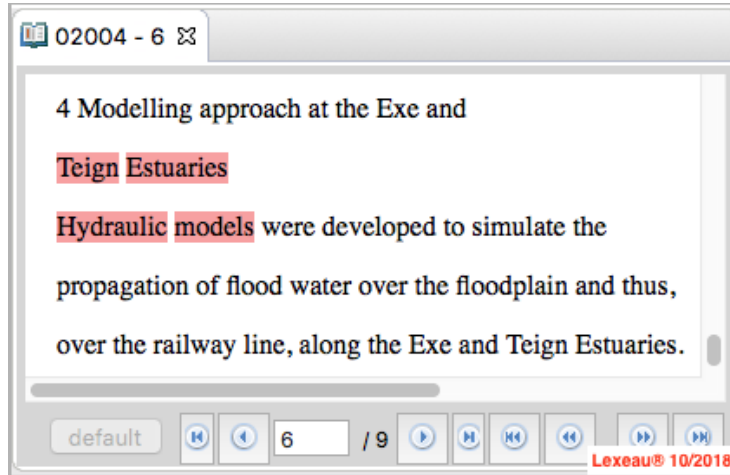 02004 - 6
4 Modelling approach at the Exe and
Teign Estuaries
Hydraulic models were developed to simulate the
propagation of flood water over the floodplain and thus,
over the railway line, along the Exe and Teign Estuaries.
default 6 / 9
Lexeau® 10/2018